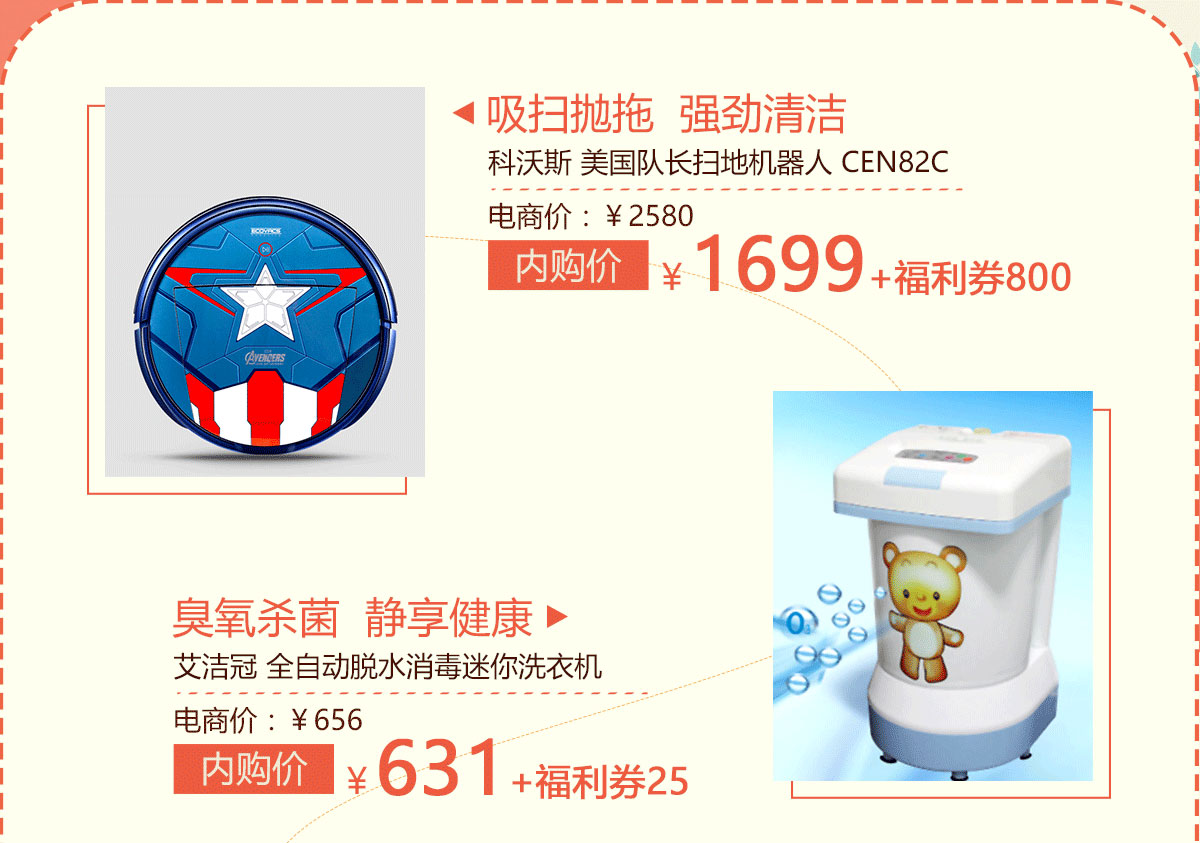 吸扫抛拖 强劲清洁
科沃斯 美国队长扫地机器人 CEN82C
电商价：￥2580
内购价 ￥1699+福利券800
ECOVACS
AVENGERS
臭氧杀菌 静享健康
艾洁冠 全自动脱水消毒迷你洗衣机
电商价：￥656
内购价 ￥631+福利券25
O₃